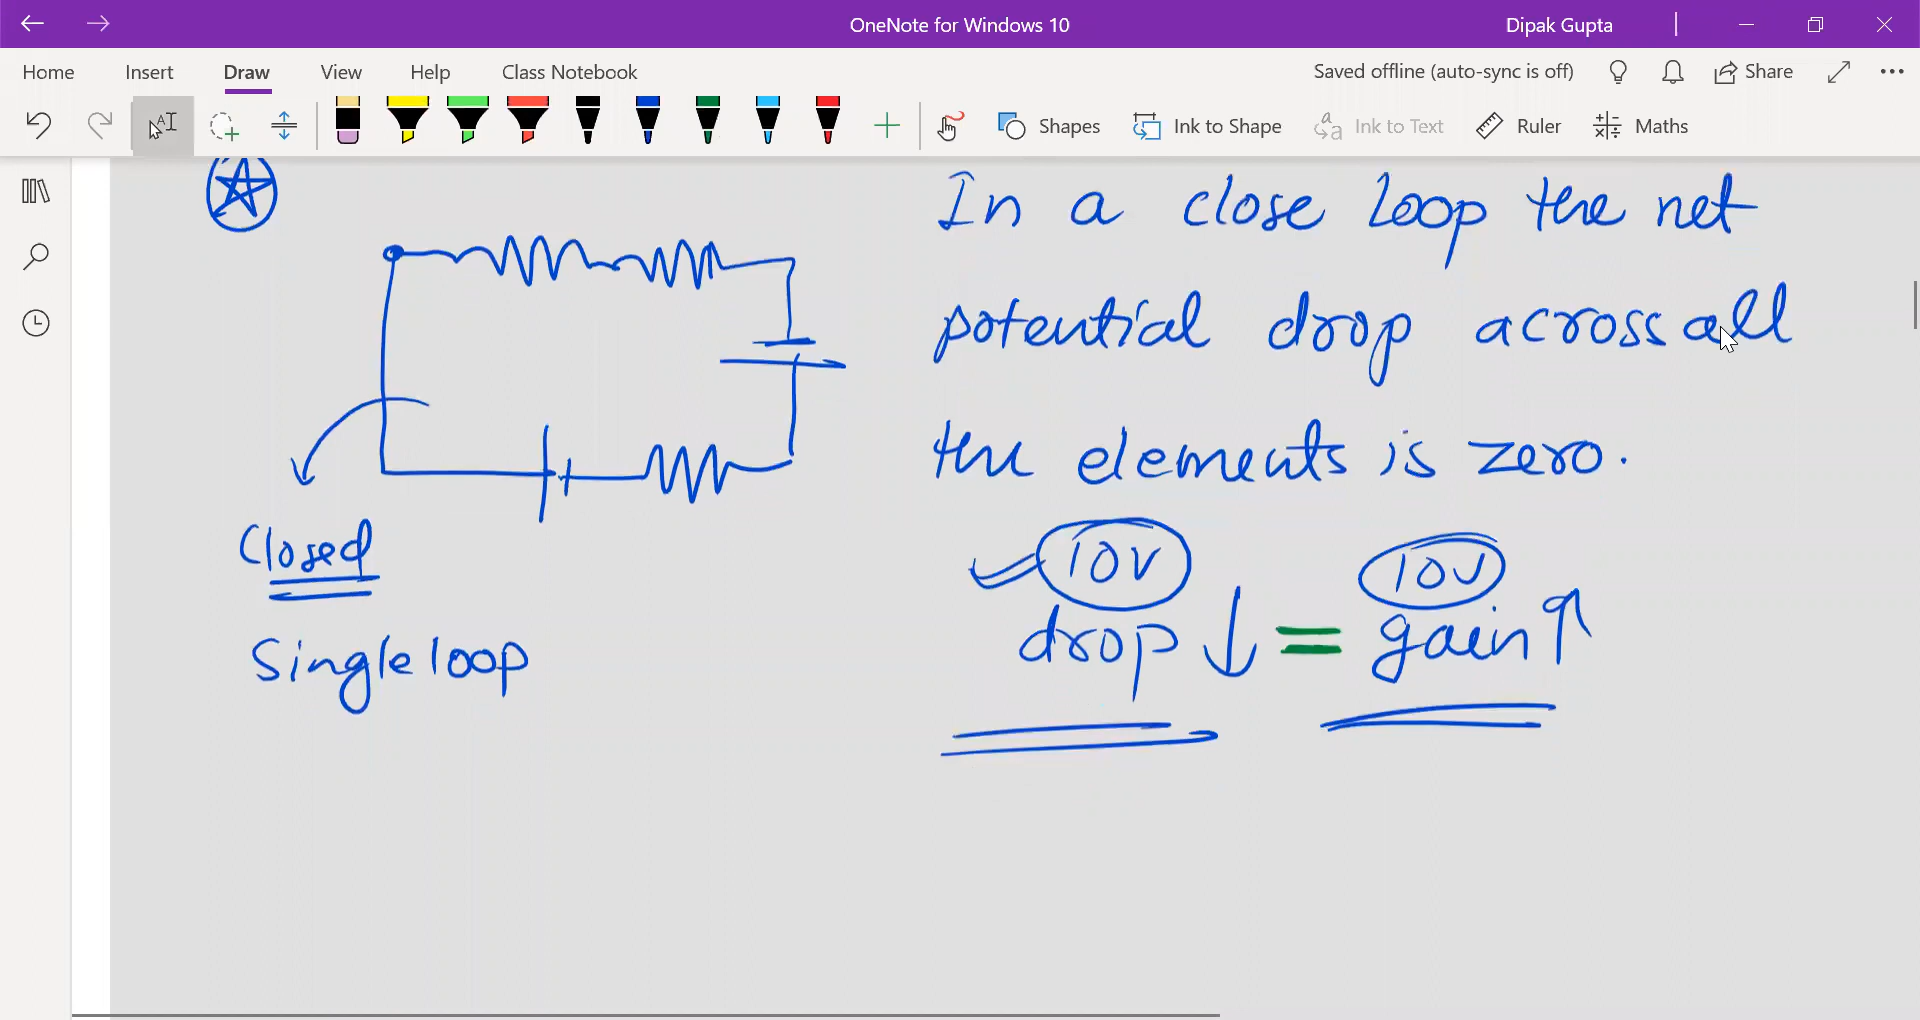 OneNote for Windows 10
Dipak Gupta
Home Insert Draw View Help Class Notebook
Saved offline (auto-sync is off) Share
Shapes Ink to Shape Ink to Text Ruler Maths
In a close loop the net
potential drop across all
the elements is zero.
10V 10V
drop ↓ = gain ↑
Closed
Single loop